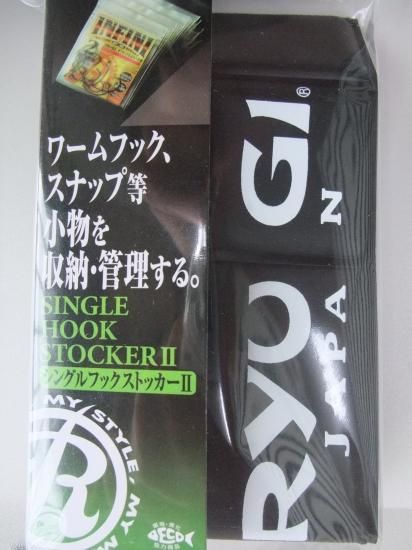 INFINI
ワームフック、
スナップ等
小物を
収納・管理する。
SINGLE
HOOK
STOCKER II
シングルフックストッカーII
MY STYLE, MY
R
ECO
RYUGI®
JAPAN